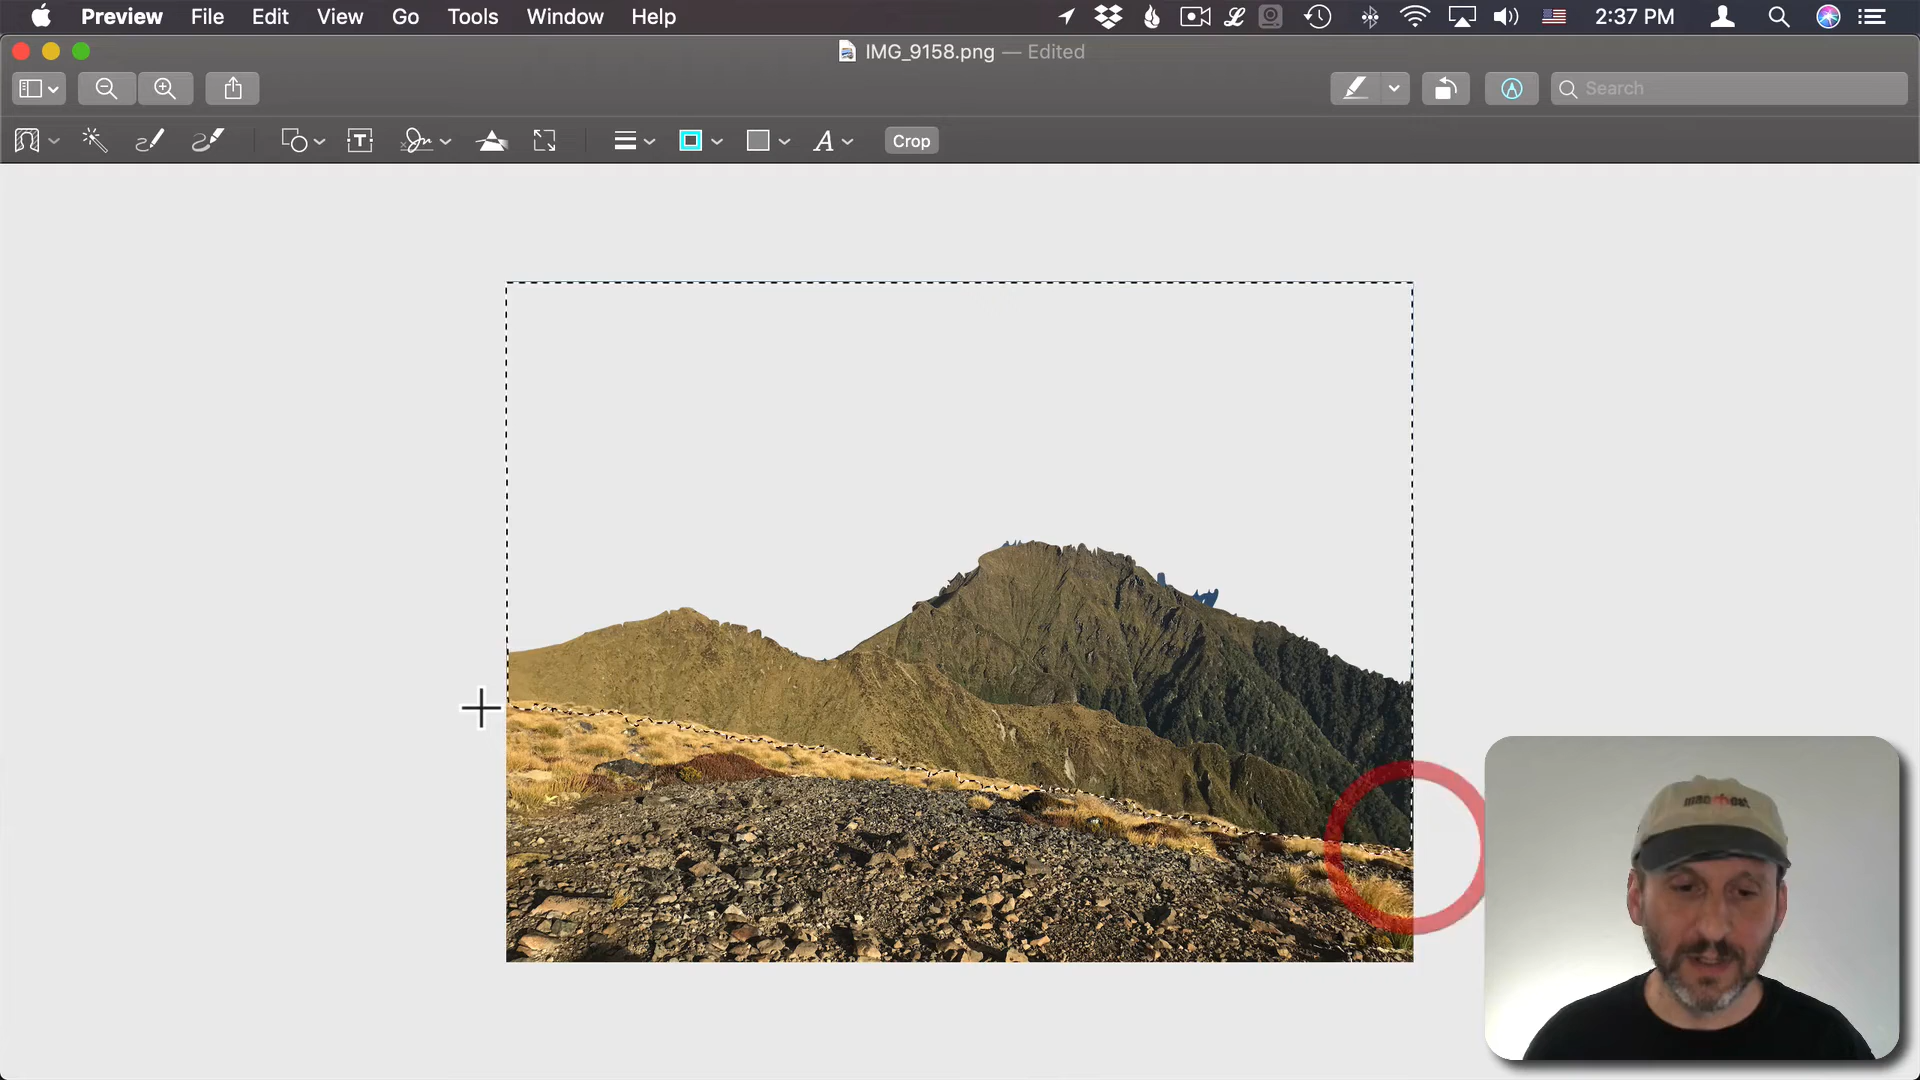 Preview File Edit View Go Tools Window Help 2:37 PM
IMG_9158.png — Edited
Search
T A Crop